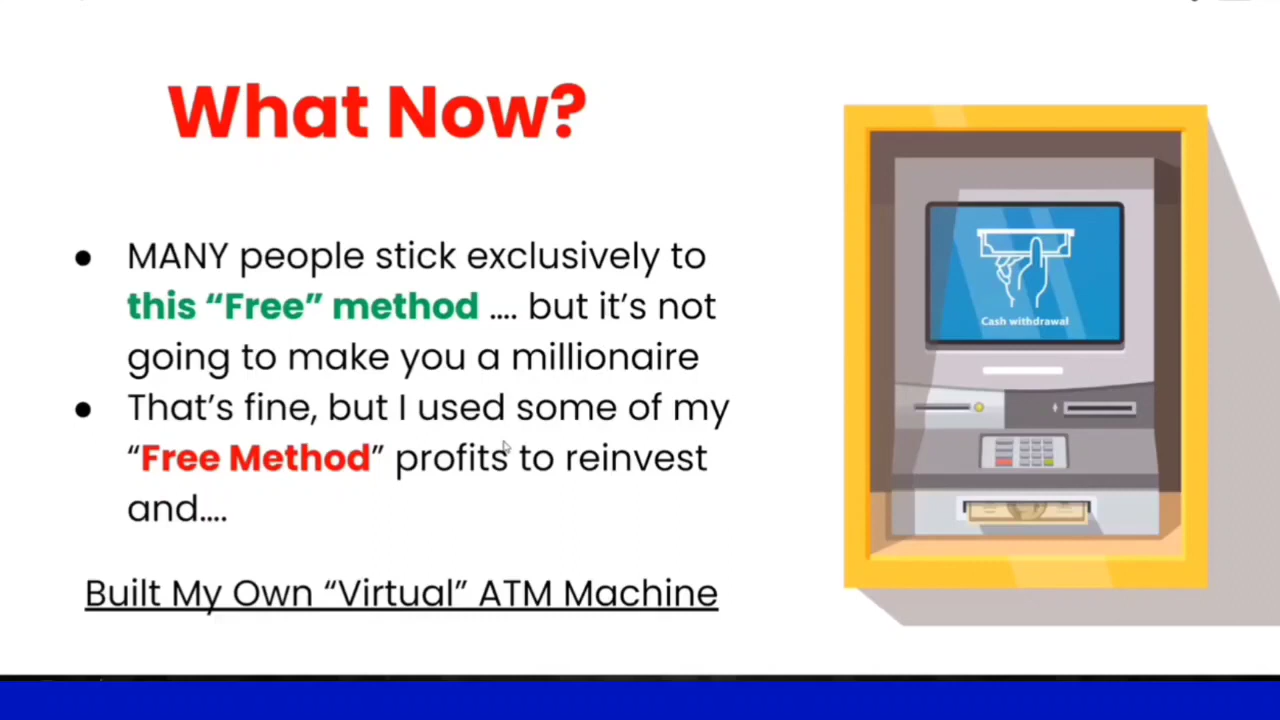 What Now?
● MANY people stick exclusively to
this “Free” method .... but it’s not
going to make you a millionaire
● That’s fine, but I used some of my
“Free Method” profits to reinvest
and....
Built My Own “Virtual” ATM Machine
Cash withdrawal